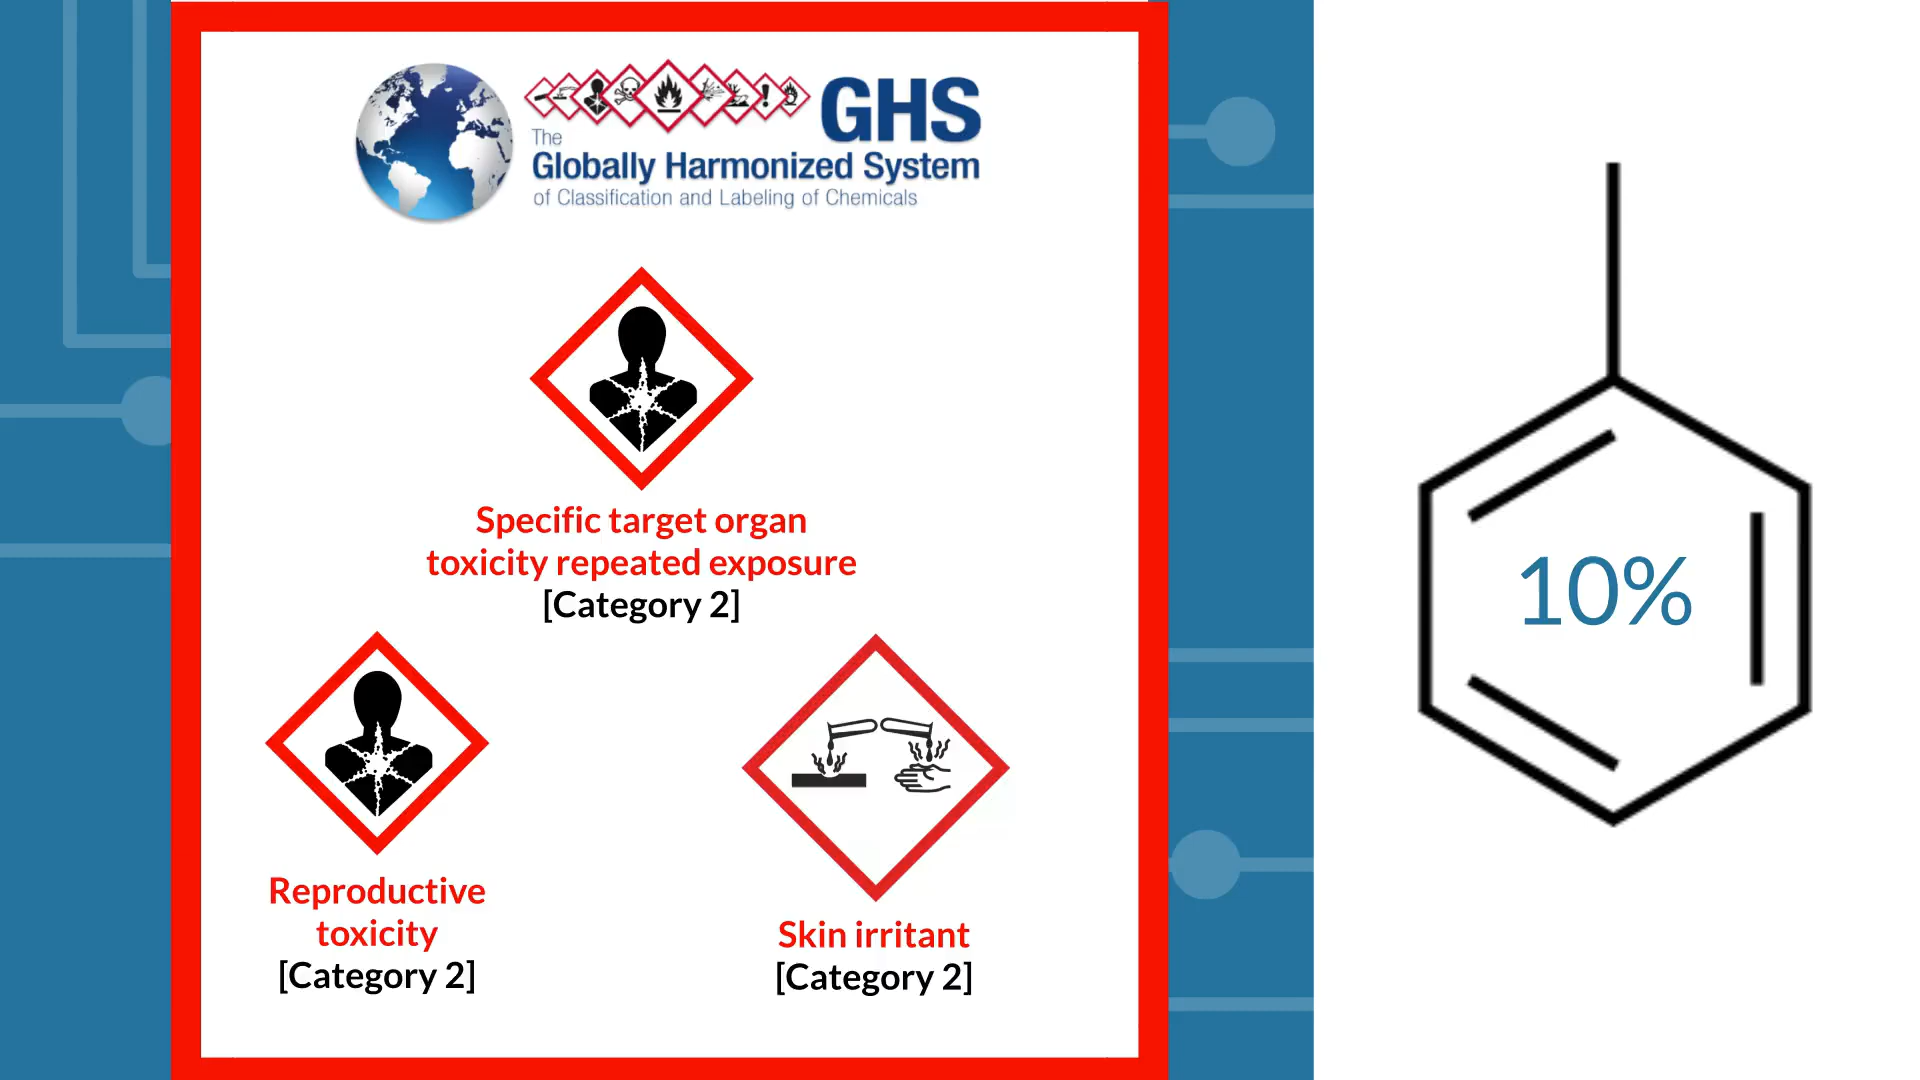 GHS
The
Globally Harmonized System
of Classification and Labeling of Chemicals
Specific target organ
toxicity repeated exposure
[Category 2]
Reproductive
toxicity
[Category 2]
Skin irritant
[Category 2]
10%